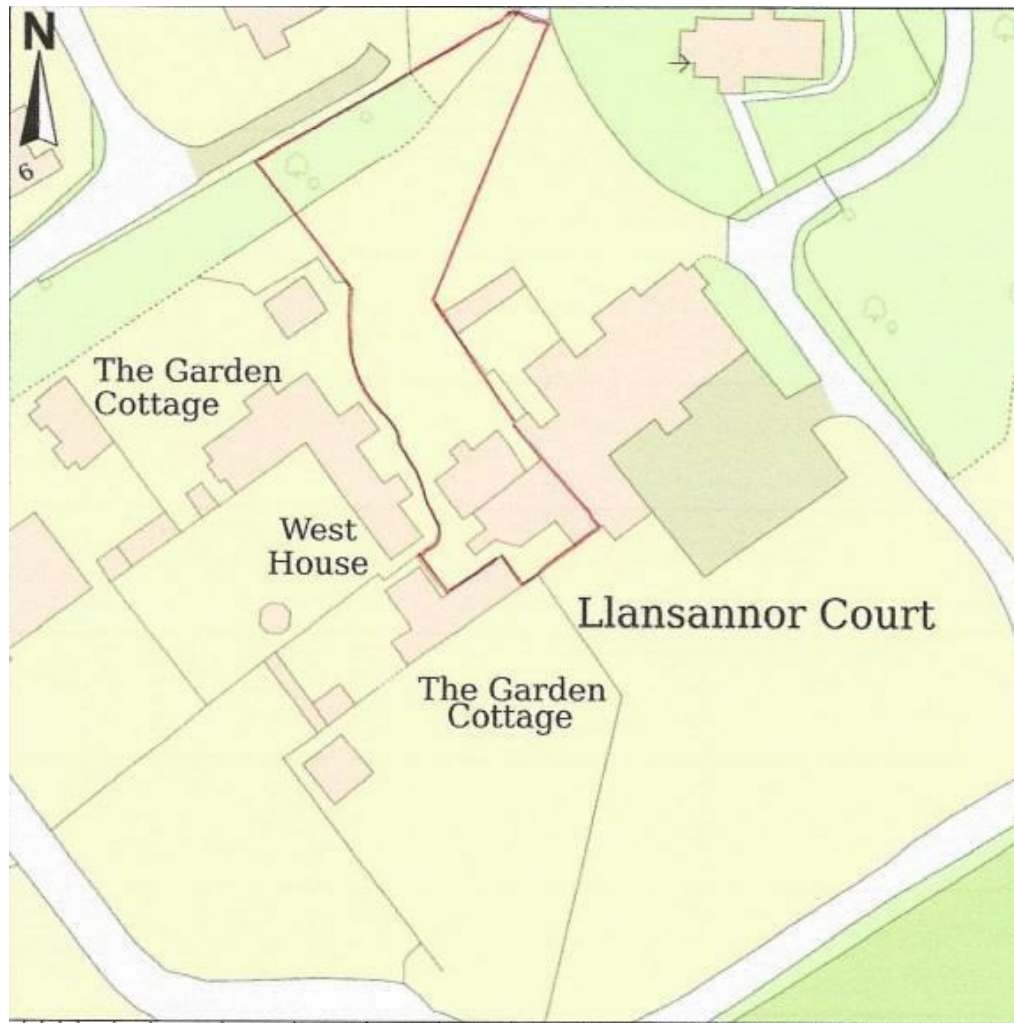 N
6
The Garden
Cottage
West
House
Llansannor Court
The Garden
Cottage